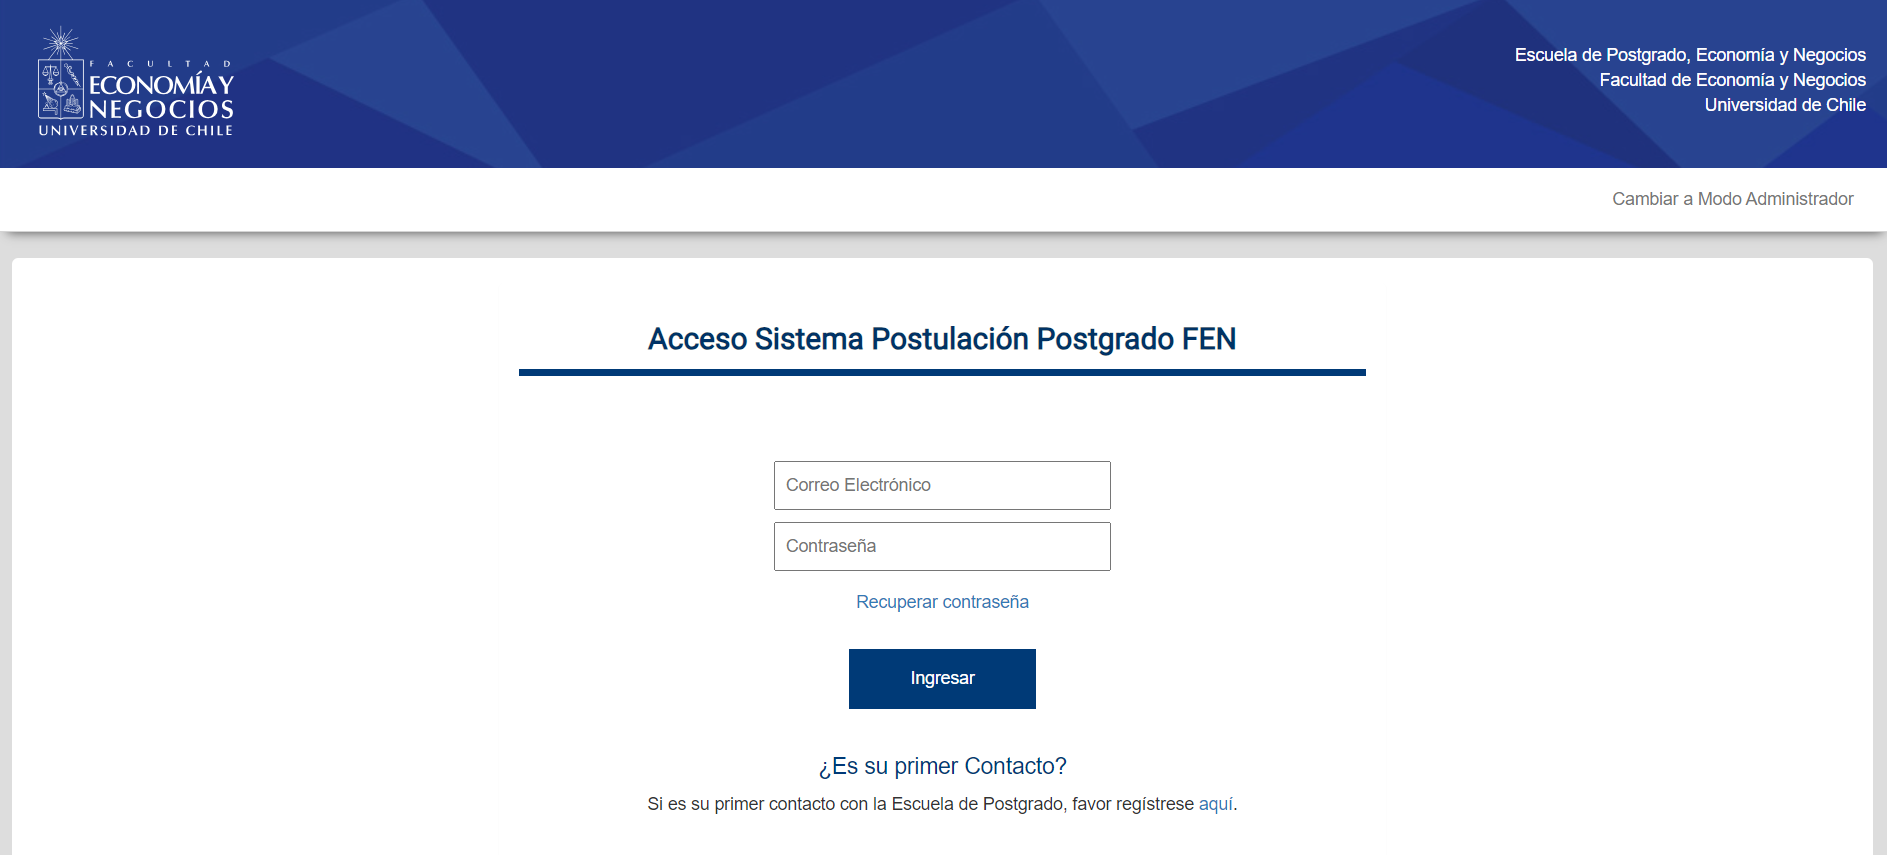 FACULTAD
ECONOMÍA Y
NEGOCIOS
UNIVERSIDAD DE CHILE
Escuela de Postgrado, Economía y Negocios
Facultad de Economía y Negocios
Universidad de Chile
Cambiar a Modo Administrador
Acceso Sistema Postulación Postgrado FEN
Correo Electrónico
Contraseña
Recuperar contraseña
Ingresar
¿Es su primer Contacto?
Si es su primer contacto con la Escuela de Postgrado, favor regístrese aquí.